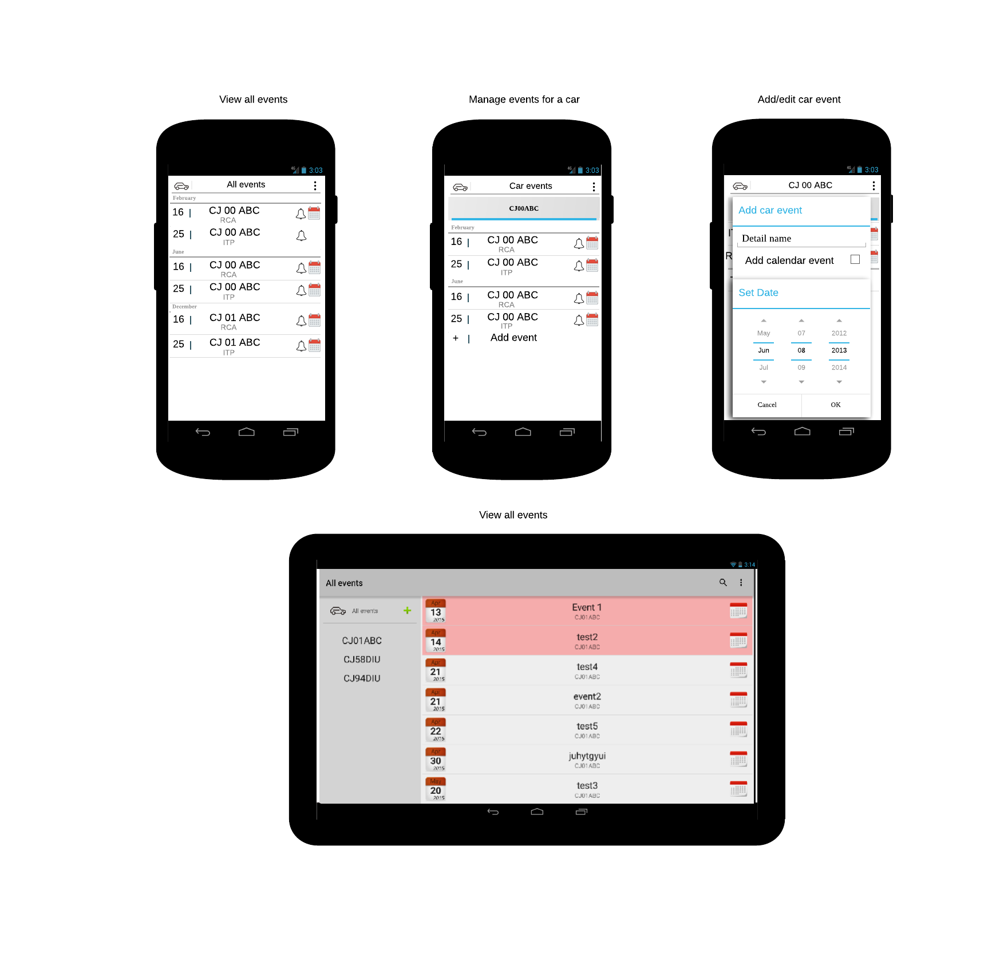 View all events
4G 3:03
All events
February
16 | CJ 00 ABC
RCA
25 | CJ 00 ABC
ITP
June
16 | CJ 00 ABC
RCA
25 | CJ 00 ABC
ITP
December
16 | CJ 01 ABC
RCA
25 | CJ 01 ABC
ITP
Manage events for a car
4G 3:03
Car events
CJ00ABC
February
16 | CJ 00 ABC
RCA
25 | CJ 00 ABC
ITP
June
16 | CJ 00 ABC
RCA
25 | CJ 00 ABC
ITP
+ | Add event
Add/edit car event
4G 3:03
CJ 00 ABC
Add car event
Detail name
Add calendar event
Set Date
May 07 2012
Jun 08 2013
Jul 09 2014
Cancel OK
View all events
3:14
All events
All events +
CJ01ABC
CJ58DIU
CJ94DIU
Apr
13
2015
Event 1
CJ01ABC
Apr
14
2015
test2
CJ01ABC
Apr
21
2015
test4
CJ01ABC
Apr
21
2015
event2
CJ01ABC
Apr
22
2015
test5
CJ01ABC
Apr
30
2015
juhytgyui
CJ01ABC
May
20
2015
test3
CJ01ABC